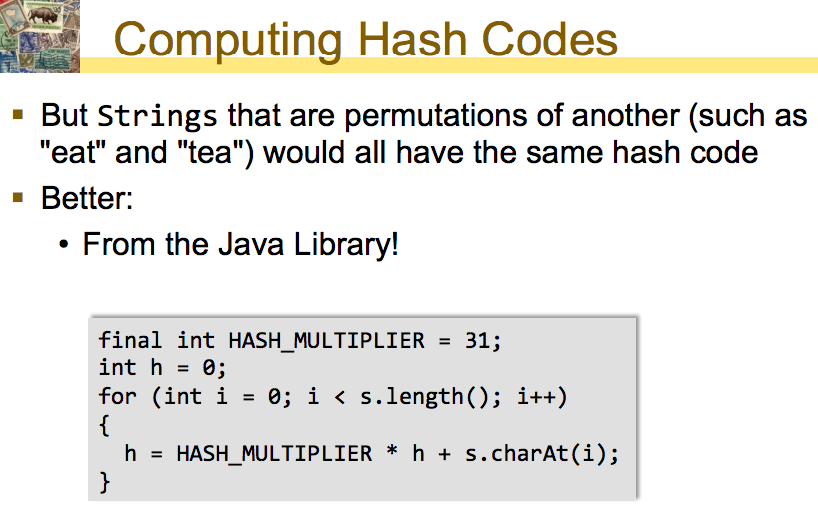 Computing Hash Codes
But Strings that are permutations of another (such as
"eat" and "tea") would all have the same hash code
Better:
From the Java Library!
final int HASH_MULTIPLIER = 31;
int h = 0;
for (int i = 0; i < s.length(); i++)
{
h = HASH_MULTIPLIER * h + s.charAt(i);
}